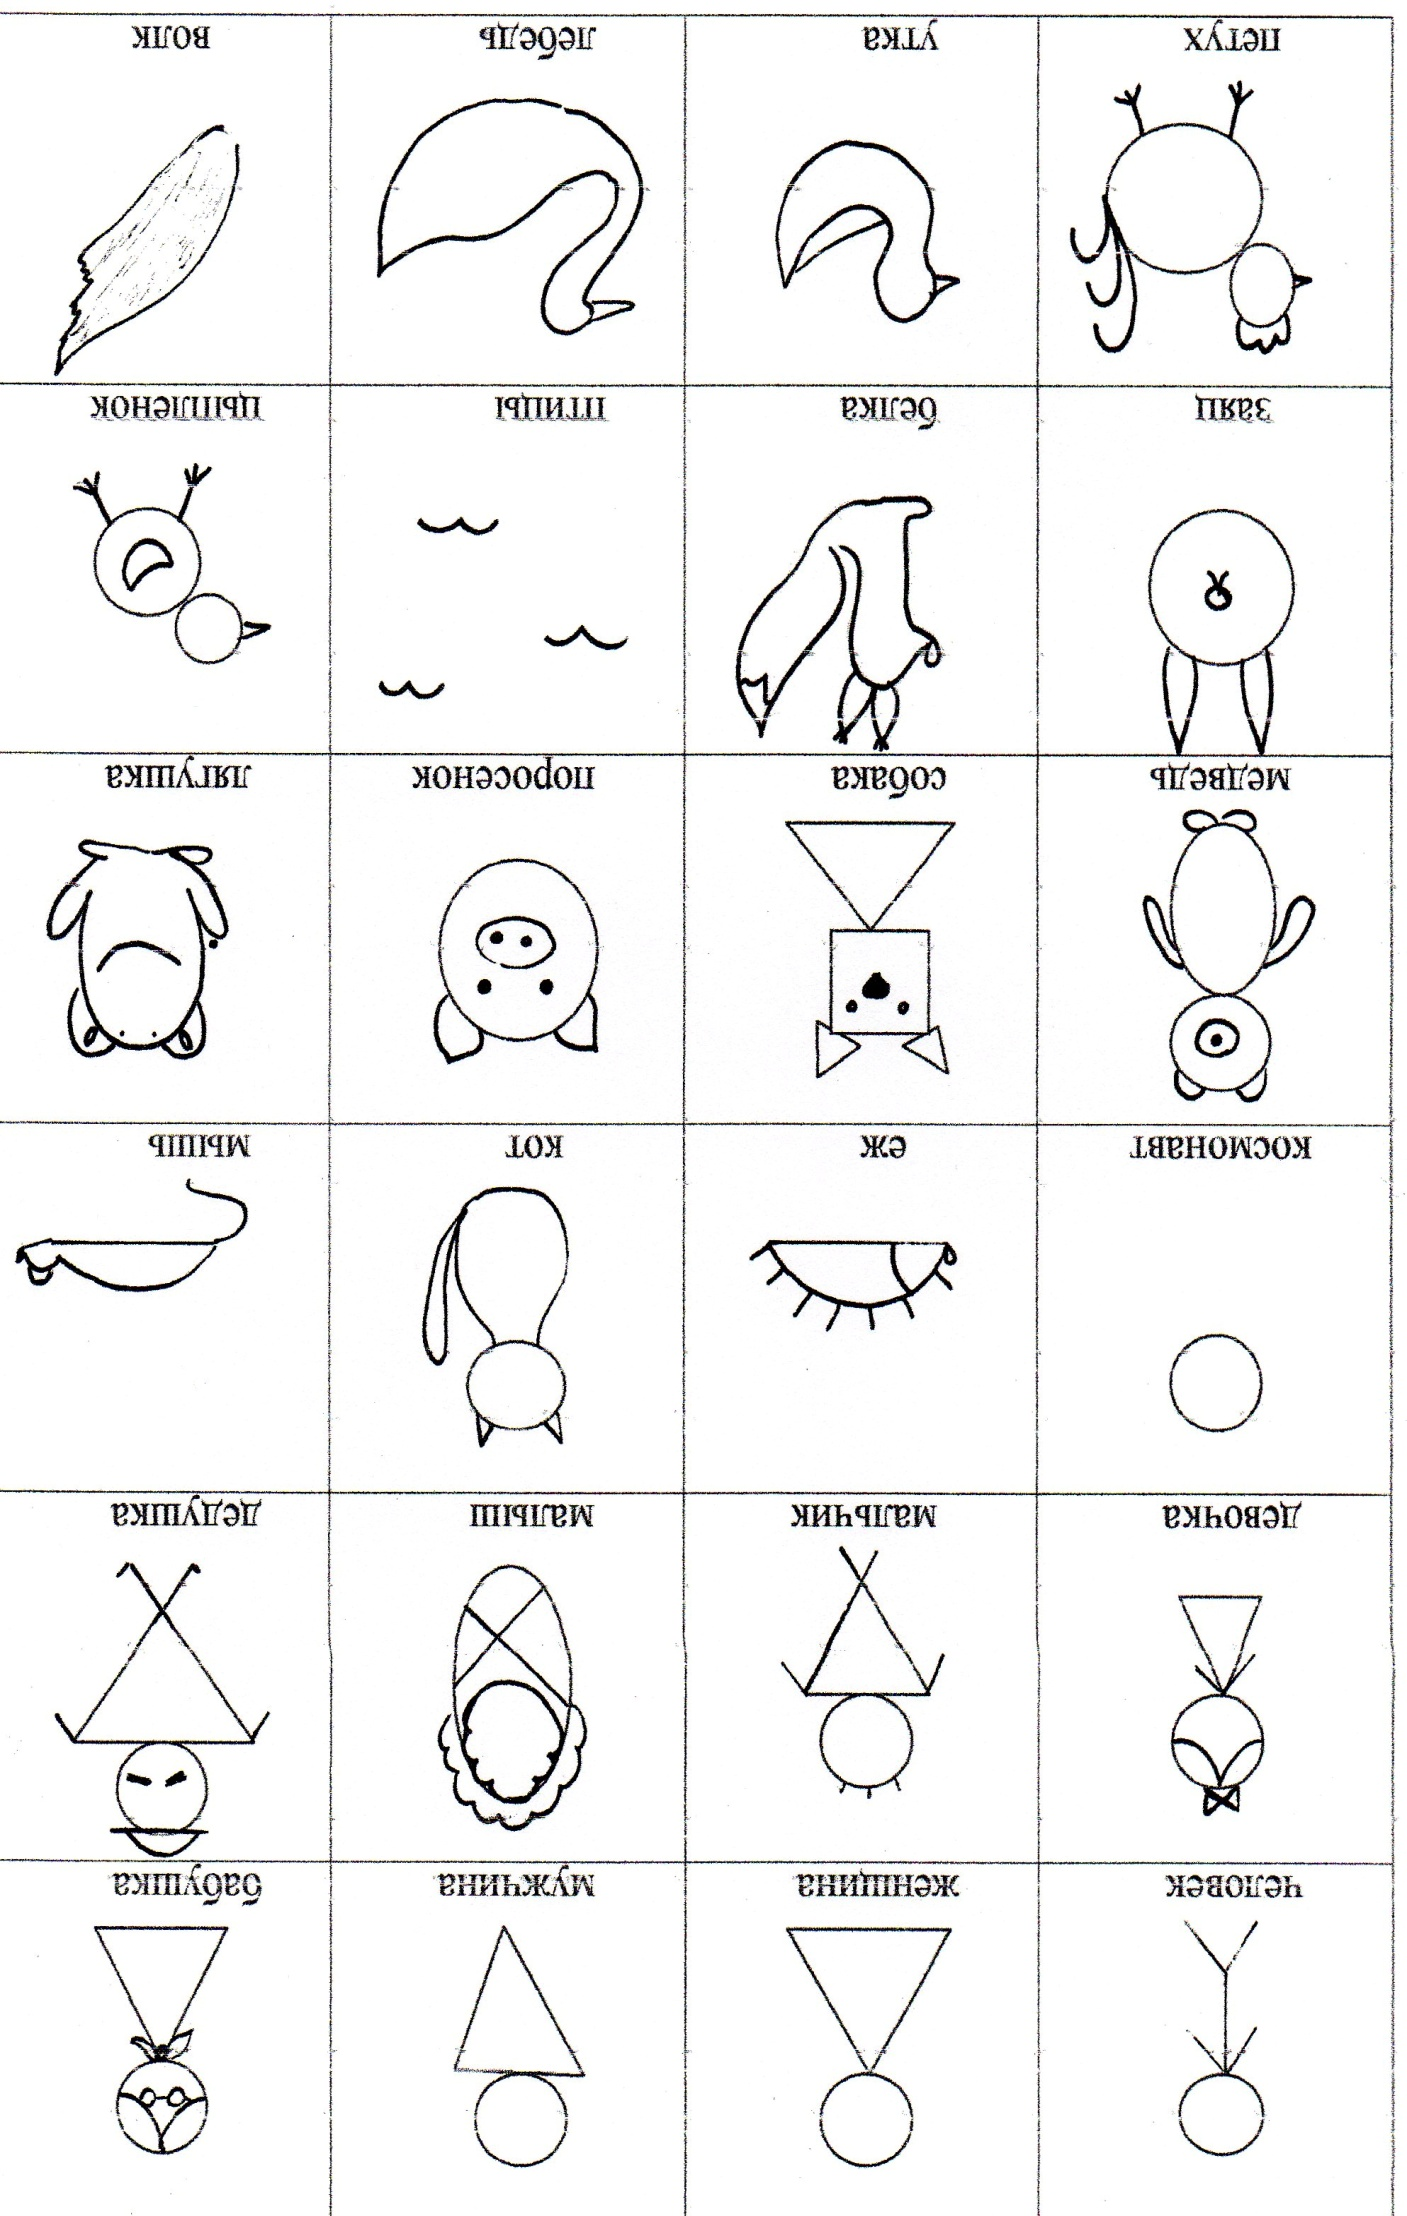 человек женщина мужчина бабушка
девочка мальчик малыш дедушка
космонавт еж кот мышь
медведь собака поросенок лягушка
заяц белка птицы цыпленок
петух утка лебедь волк